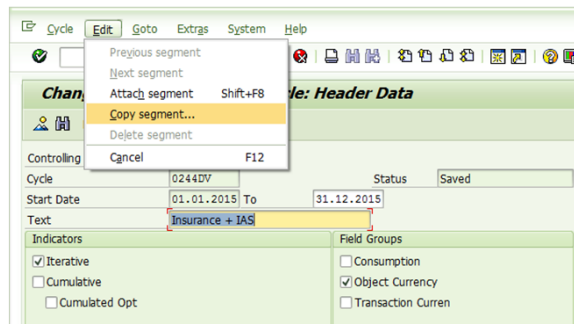 Cycle Edit Goto Extras System Help
Previous segment
Next segment
Attach segment Shift+F8
Copy segment...
Delete segment
Cancel F12
Chan le: Header Data
Controlling
Cycle 0244DV Status Saved
Start Date 01.01.2015 To 31.12.2015
Text Insurance + IAS
Indicators Field Groups
Iterative Consumption
Cumulative Object Currency
Cumulated Opt Transaction Curren